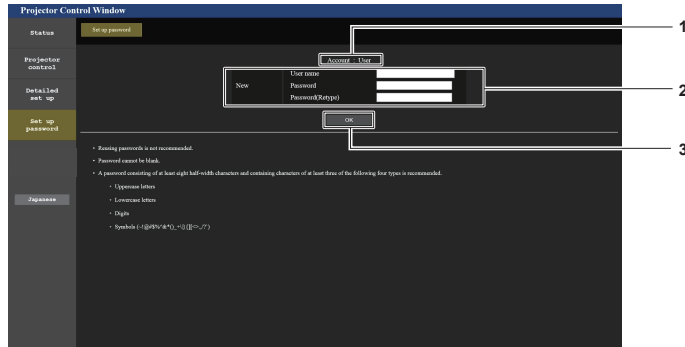 Projector Control Window
Status
Set up password
1
Projector
control
Account : User
User name
New
Password
2
Password(Retype)
Detailed
set up
Set up
password
OK
3
• Reusing passwords is not recommended.
• Password cannot be blank.
• A password consisting of at least eight half-width characters and containing characters of at least three of the following four types is recommended.
• Uppercase letters
• Lowercase letters
• Digits
• Symbols
Japanese